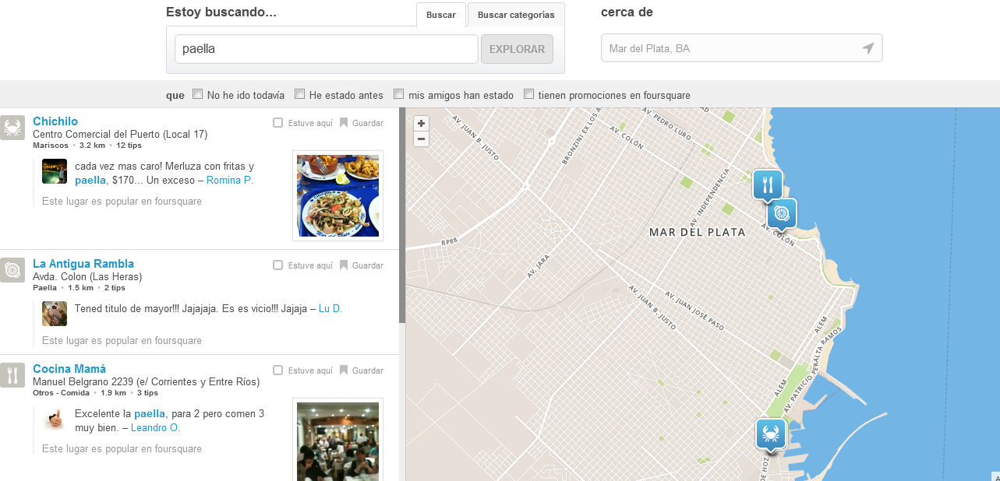 Estoy buscando...
Buscar
Buscar categorías
cerca de
paella
EXPLORAR
Mar del Plata, BA
que
No he ido todavía
He estado antes
mis amigos han estado
tienen promociones en foursquare
Chichilo
Estuve aquí
Guardar
Centro Comercial del Puerto (Local 17)
Mariscos • 3.2 km • 12 tips
cada vez mas caro! Merluza con fritas y
paella, $170... Un exceso – Romina P.
Este lugar es popular en foursquare
CHICHILO
La Antigua Rambla
Estuve aquí
Guardar
Avda. Colon (Las Heras)
Paella • 1.5 km • 2 tips
Tened titulo de mayor!!! Jajajaja. Es es vicio!!! Jajaja – Lu D.
Este lugar es popular en foursquare
Cocina Mamá
Estuve aquí
Guardar
Manuel Belgrano 2239 (e/ Corrientes y Entre Ríos)
Otros - Comida • 1.9 km • 3 tips
Excelente la paella, para 2 pero comen 3
muy bien. – Leandro O.
Este lugar es popular en foursquare
+
−
AV. JUAN B. JUSTO
BRONZINI EX LOS A
AV. PEDRO LURO
AV. COLÓN
AV. INDEPENDENCIA
MAR DEL PLATA
AV. COLÓN
RP88
AV. JARA
AV. JUAN B. JUSTO
AV. JUAN JOSÉ PASO
ALEM
AV. PATRICIO PERALTA RAMOS
ALEM
DE HOZ
A